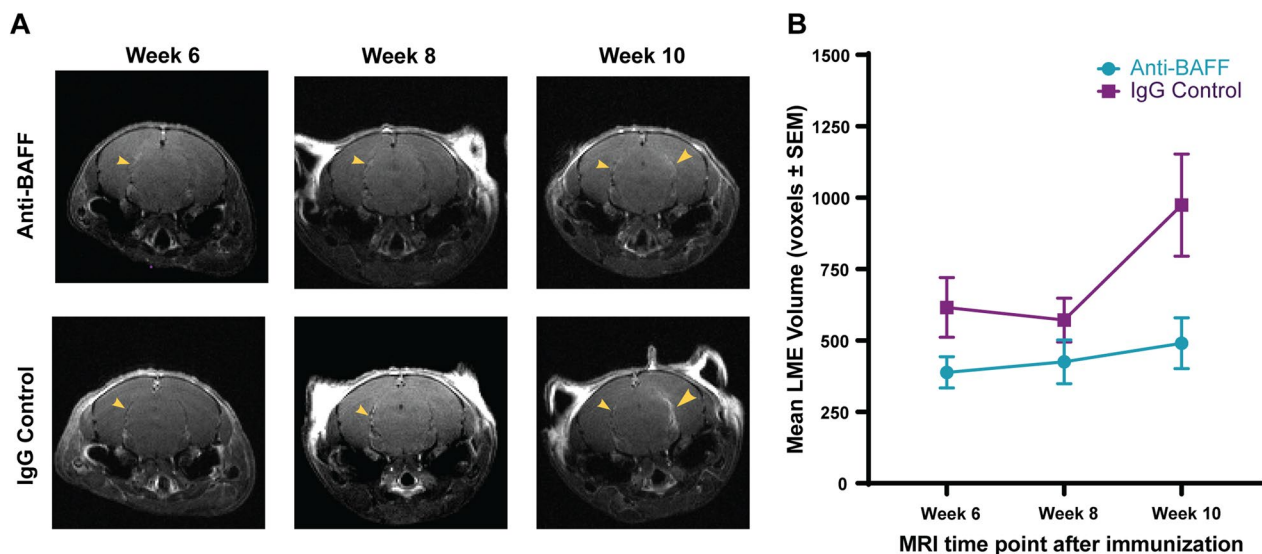 A
Week 6
Week 8
Week 10
Anti-BAFF
IgG Control
B
Mean LME Volume (voxels ± SEM)
1500
1250
1000
750
500
250
0
Anti-BAFF
IgG Control
Week 6
Week 8
Week 10
MRI time point after immunization